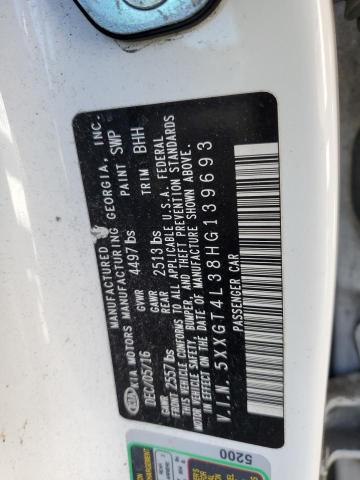 MANUFACTURED BY
KIA MOTORS MANUFACTURING GEORGIA, INC.
DEC/05/16 GVWR 4497 lbs PAINT SWP
GAWR FRONT 2557 lbs GAWR REAR 2513 lbs TRIM BHH
THIS VEHICLE CONFORMS TO ALL APPLICABLE U.S.A. FEDERAL
VEHICLE SAFETY, BUMPER, AND THEFT PREVENTION STANDARDS
IN EFFECT ON THE DATE OF MANUFACTURE SHOWN ABOVE.
V.I.N. 5XXGT4L38HG139693
PASSENGER CAR
5200